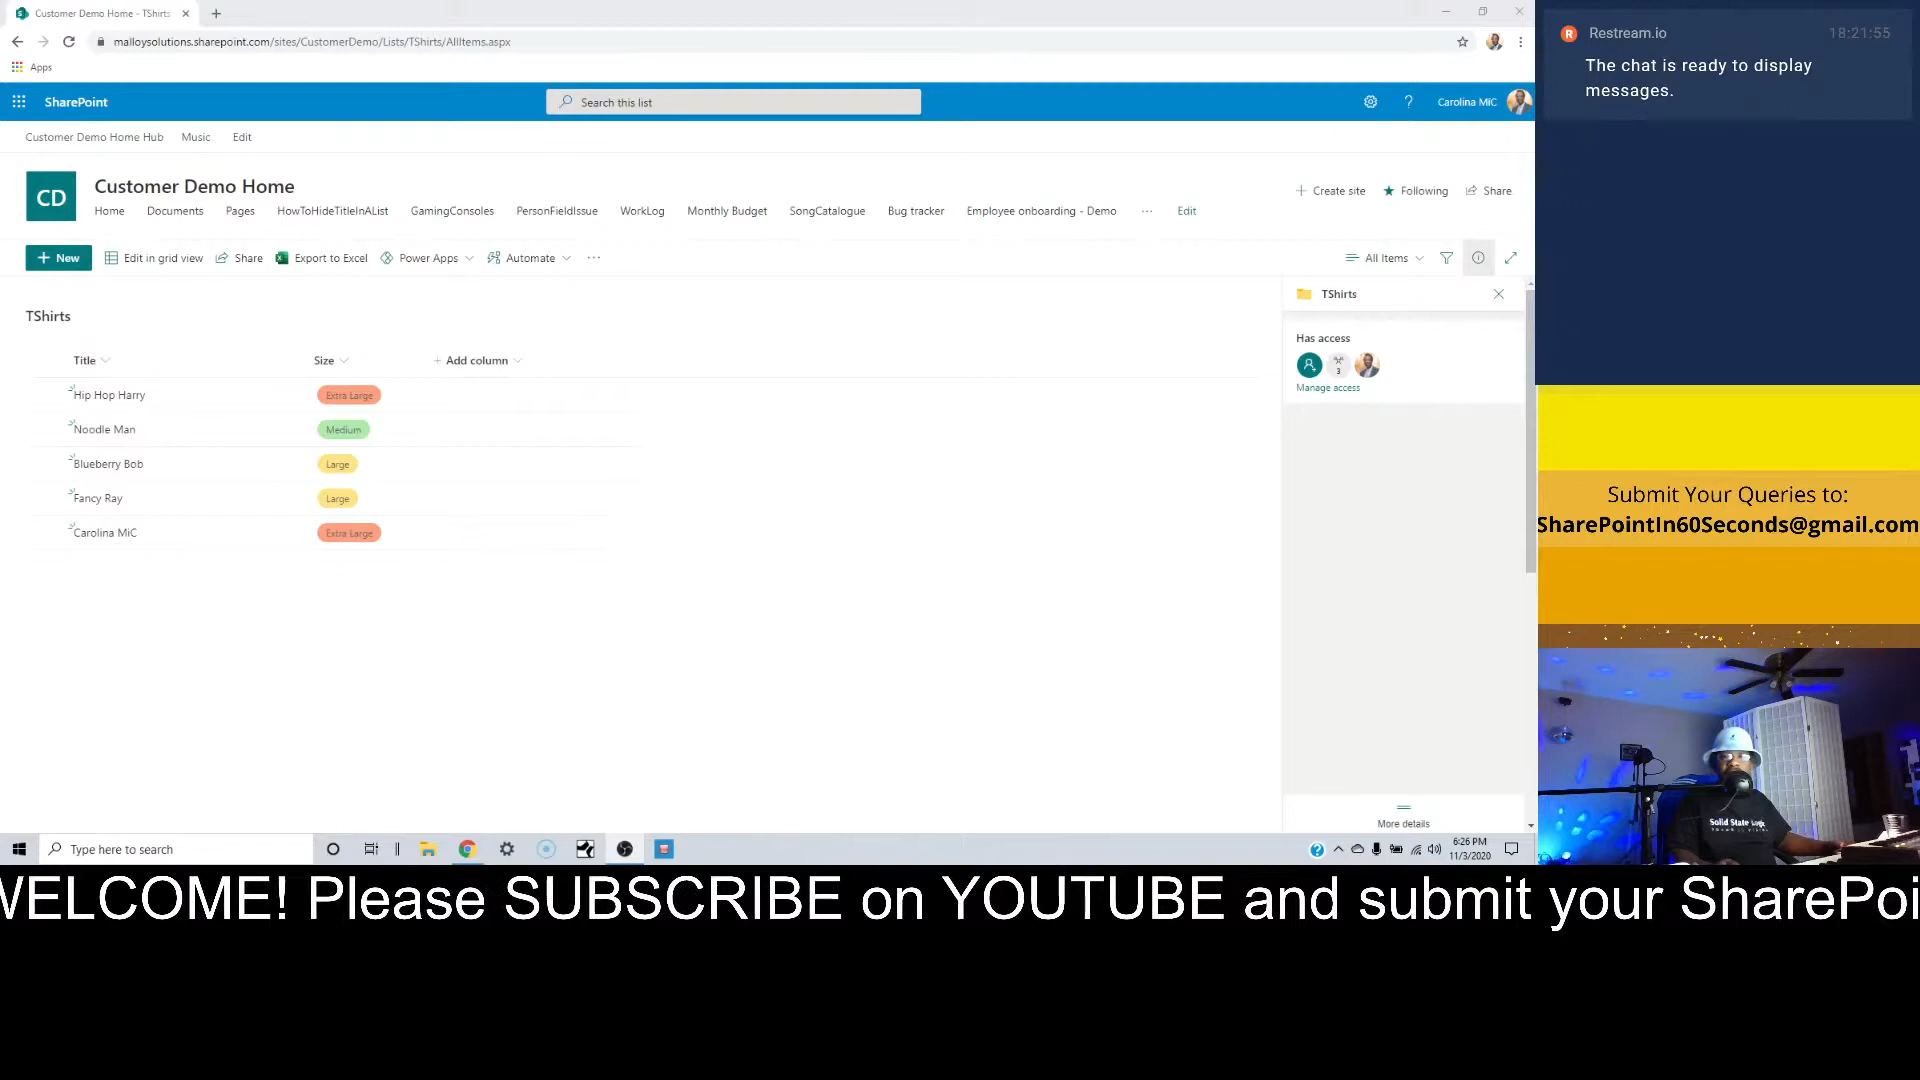 Customer Demo Home - TShirts
malloysolutions.sharepoint.com/sites/CustomerDemo/Lists/TShirts/AllItems.aspx
Apps
SharePoint
Search this list
Carolina MiC
Customer Demo Home Hub Music Edit
CD
Customer Demo Home
Create site Following Share
Home Documents Pages HowToHideTitleInAList GamingConsoles PersonFieldIssue WorkLog Monthly Budget SongCatalogue Bug tracker Employee onboarding - Demo ... Edit
+ New Edit in grid view Share Export to Excel Power Apps Automate ... All Items
TShirts
Title Size + Add column
Hip Hop Harry Extra Large
Noodle Man Medium
Blueberry Bob Large
Fancy Ray Large
Carolina MiC Extra Large
TShirts
Has access
3
Manage access
More details
Type here to search
6:26 PM
11/3/2020
R Restream.io 18:21:55
The chat is ready to display
messages.
Submit Your Queries to:
SharePointIn60Seconds@gmail.com
Solid State Logic
WELCOME! Please SUBSCRIBE on YOUTUBE and submit your SharePoi